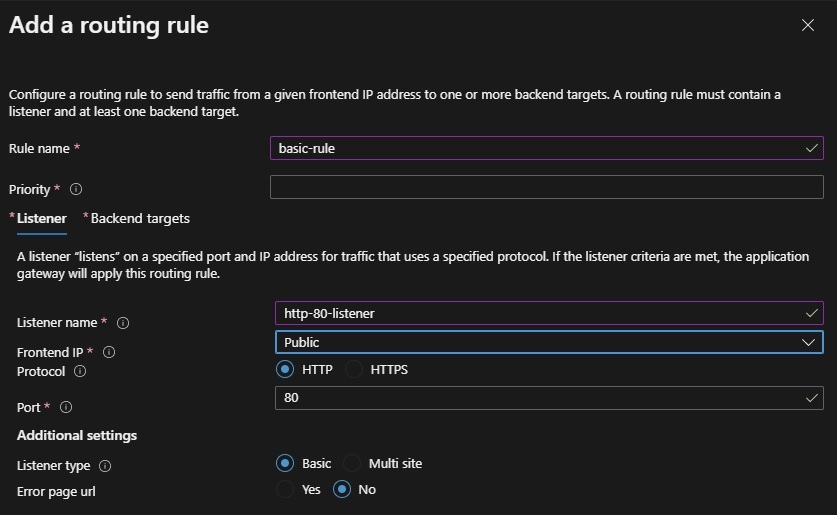 Add a routing rule
Configure a routing rule to send traffic from a given frontend IP address to one or more backend targets. A routing rule must contain a
listener and at least one backend target.
Rule name *
basic-rule
Priority *
* Listener
* Backend targets
A listener “listens” on a specified port and IP address for traffic that uses a specified protocol. If the listener criteria are met, the application
gateway will apply this routing rule.
Listener name *
http-80-listener
Frontend IP *
Public
Protocol
HTTP
HTTPS
Port *
80
Additional settings
Listener type
Basic
Multi site
Error page url
Yes
No